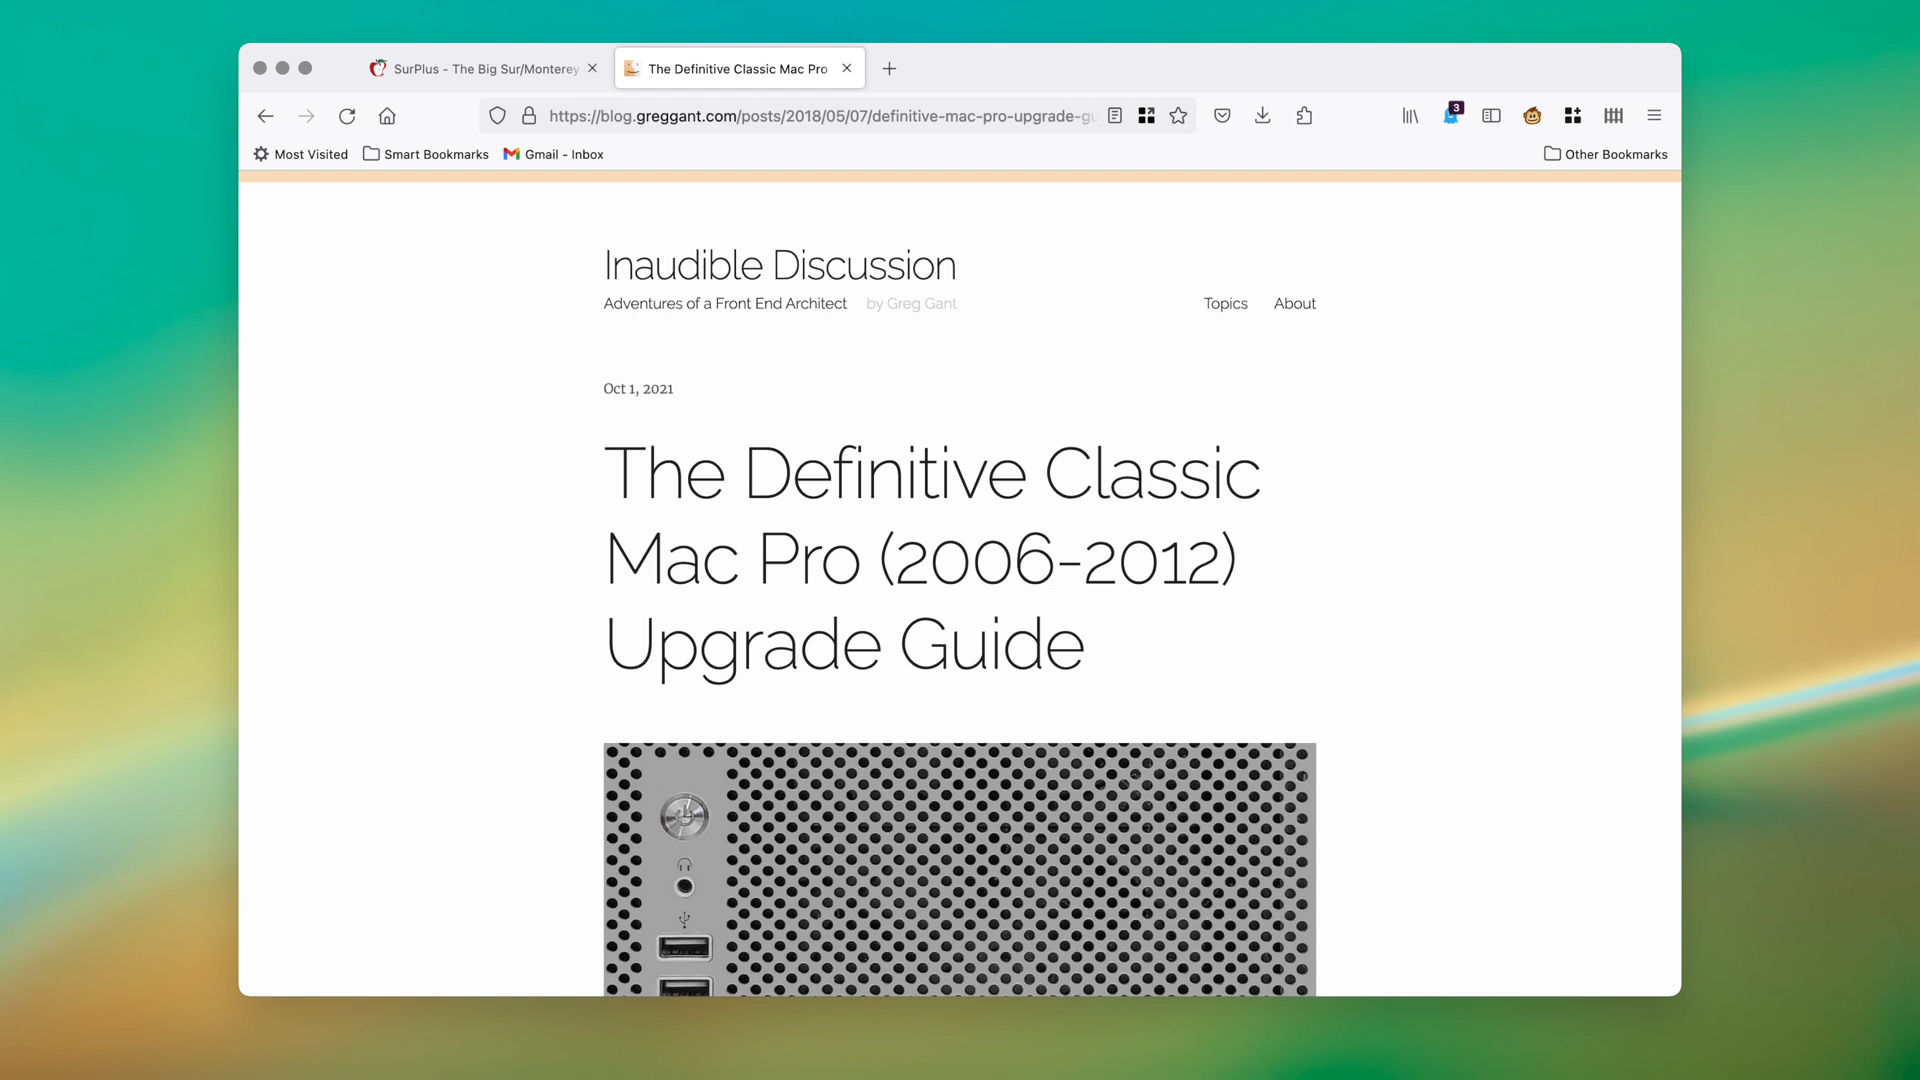 SurPlus - The Big Sur/Monterey
The Definitive Classic Mac Pro
https://blog.greggant.com/posts/2018/05/07/definitive-mac-pro-upgrade-gu
3
Most Visited
Smart Bookmarks
Gmail - Inbox
Other Bookmarks
Inaudible Discussion
Adventures of a Front End Architect by Greg Gant
Topics
About
Oct 1, 2021
The Definitive Classic
Mac Pro (2006-2012)
Upgrade Guide